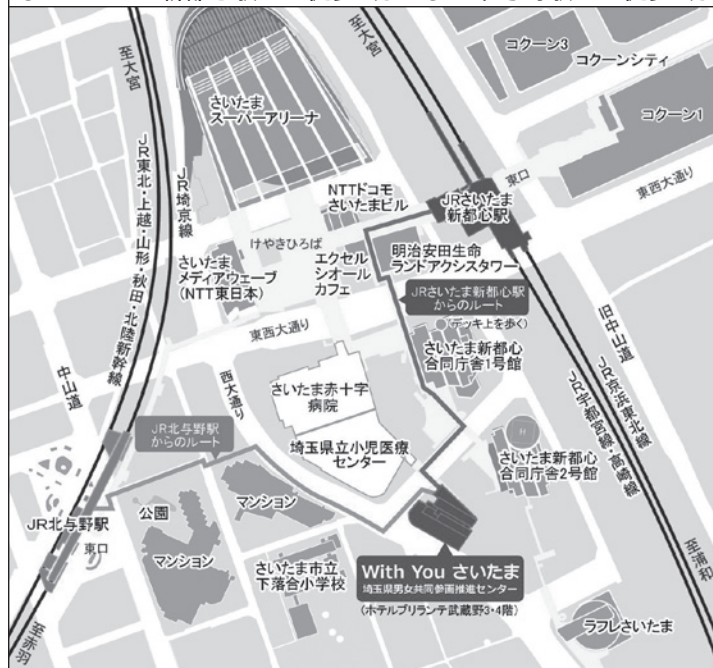 至大宮
至大宮
コクーン3
コクーンシティ
コクーン1
さいたま
スーパーアリーナ
JR東北・上越・山形・秋田・北陸新幹線
JR埼京線
NTTドコモ
さいたまビル
JRさいたま
新都心駅
東口
東西大通り
けやきひろば
さいたま
メディアウェーブ
(NTT東日本)
エクセル
シオール
カフェ
明治安田生命
ランドアクシスタワー
JRさいたま新都心駅
からのルート
(デッキ上を歩く)
東西大通り
さいたま新都心
合同庁舎1号館
旧中山道
JR京浜東北線
JR宇都宮線・高崎線
中山道
西大通り
さいたま赤十字
病院
JR北与野駅
からのルート
埼玉県立小児医療
センター
H
さいたま新都心
合同庁舎2号館
JR北与野駅
東口
公園
マンション
マンション
さいたま市立
下落合小学校
With You さいたま
埼玉県男女共同参画推進センター
(ホテルブリランテ武蔵野3・4階)
至浦和
ラフレさいたま
至赤羽